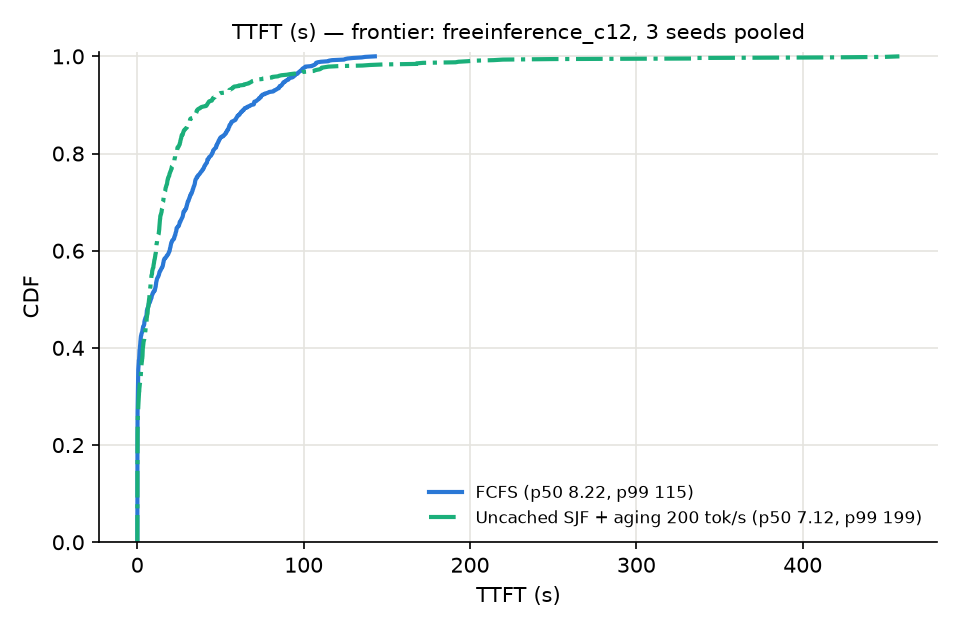 TTFT (s) — frontier: freeinference_c12, 3 seeds pooled
1.0
0.8
0.6
0.4
0.2
0.0
CDF
FCFS (p50 8.22, p99 115)
Uncached SJF + aging 200 tok/s (p50 7.12, p99 199)
0 100 200 300 400
TTFT (s)